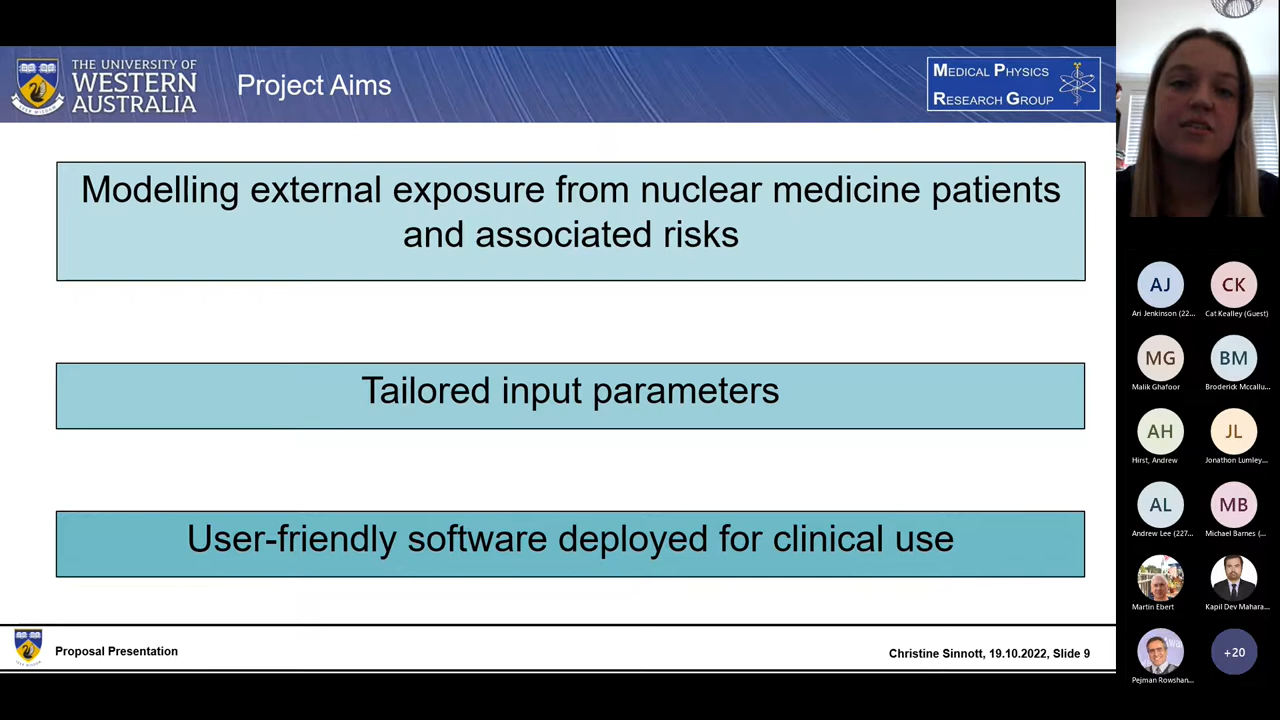 THE UNIVERSITY OF
WESTERN
AUSTRALIA
Project Aims
MEDICAL PHYSICS
RESEARCH GROUP
Modelling external exposure from nuclear medicine patients
and associated risks
Tailored input parameters
User-friendly software deployed for clinical use
Proposal Presentation
Christine Sinnott, 19.10.2022, Slide 9
AJ
CK
Ari Jenkinson (22...
Cat Kealley (Guest)
MG
BM
Malik Ghafoor
Broderick Mccallu...
AH
JL
Hirst, Andrew
Jonathon Lumley...
AL
MB
Andrew Lee (227...
Michael Barnes (...
Martin Ebert
Kapil Dev Mahara...
+20
Pejman Rowshan...